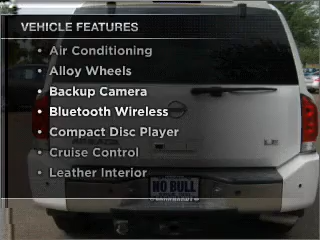 VEHICLE FEATURES
• Air Conditioning
• Alloy Wheels
• Backup Camera
• Bluetooth Wireless
• Compact Disc Player
• Cruise Control
• Leather Interior
LE
NO BULL